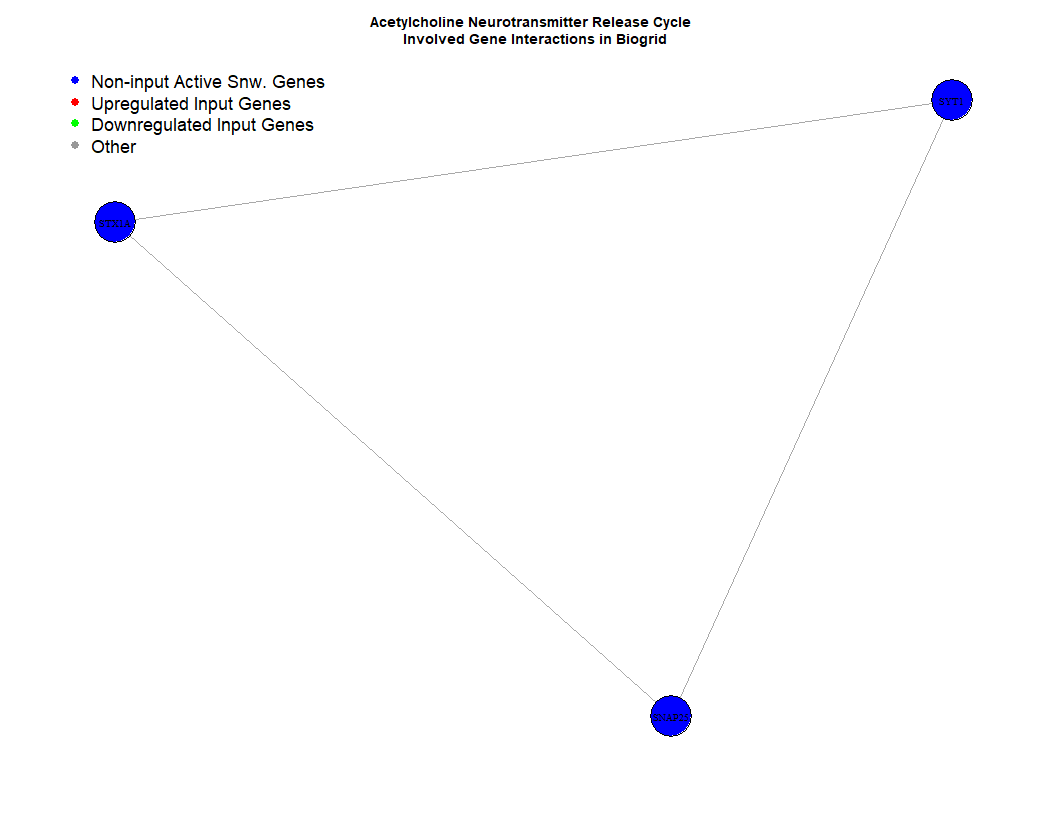 Acetylcholine Neurotransmitter Release Cycle
Involved Gene Interactions in Biogrid
Non-input Active Snw. Genes
Upregulated Input Genes
Downregulated Input Genes
Other
SYT1
STX1A
SNAP25